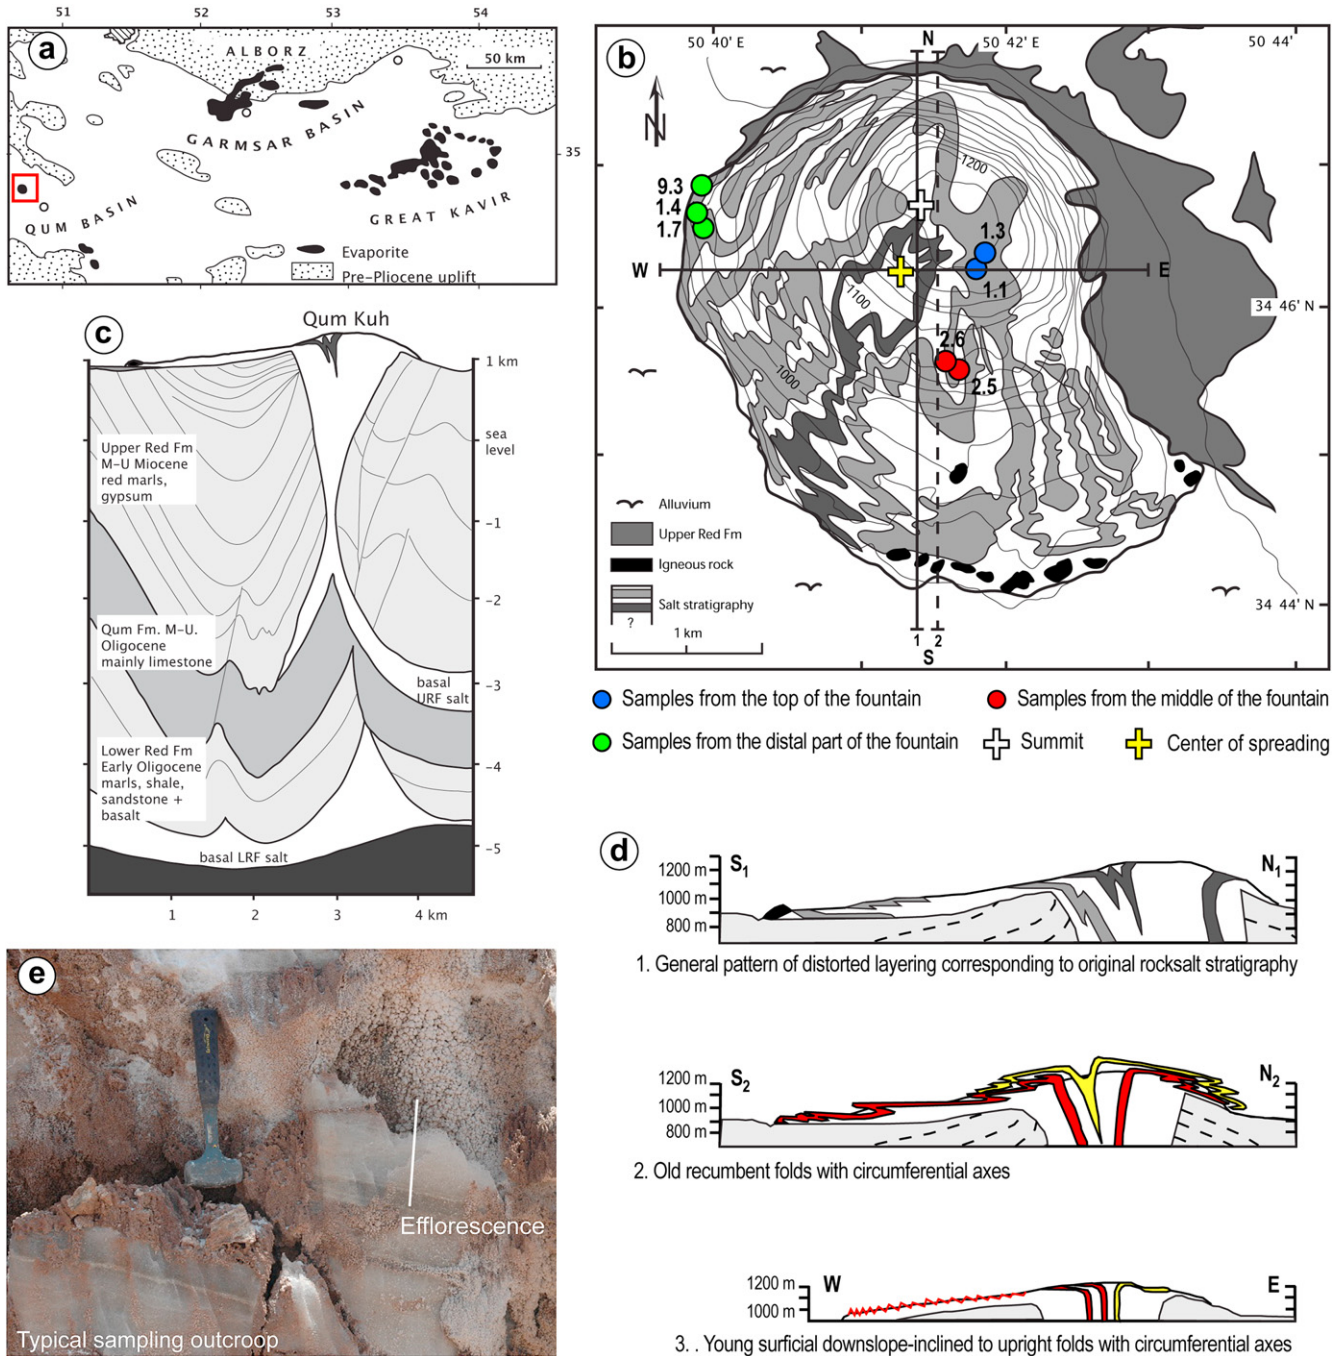 51
52
53
54
a
ALBORZ
50 km
GARMSAR BASIN
35
QUM BASIN
GREAT KAVIR
Evaporite
Pre-Pliocene uplift
b
50 40' E
N
50 42'
50 44'
N
1200
9.3
1.4
1.7
1.3
W
E
1.1
1100
34 46' N
2.6
2.5
1000
Alluvium
Upper Red Fm
Igneous rock
Salt stratigraphy
?
1 km
34 44' N
1 2
S
Samples from the top of the fountain
Samples from the middle of the fountain
Samples from the distal part of the fountain
Summit
Center of spreading
c
Qum Kuh
1 km
sea
level
Upper Red Fm
M-U Miocene
red marls,
gypsum
-1
-2
Qum Fm. M-U.
Oligocene
mainly limestone
basal
URF salt
-3
Lower Red Fm
Early Oligocene
marls, shale,
sandstone +
basalt
-4
basal LRF salt
-5
1
2
3
4 km
d
1200 m
1000 m
800 m
S1
N1
1200 m
1000 m
800 m
1. General pattern of distorted layering corresponding to original rocksalt stratigraphy
1200 m
1000 m
800 m
S2
N2
1200 m
1000 m
800 m
2. Old recumbent folds with circumferential axes
1200 m
1000 m
W
E
1200 m
1000 m
3. . Young surficial downslope-inclined to upright folds with circumferential axes
e
Efflorescence
Typical sampling outcroop